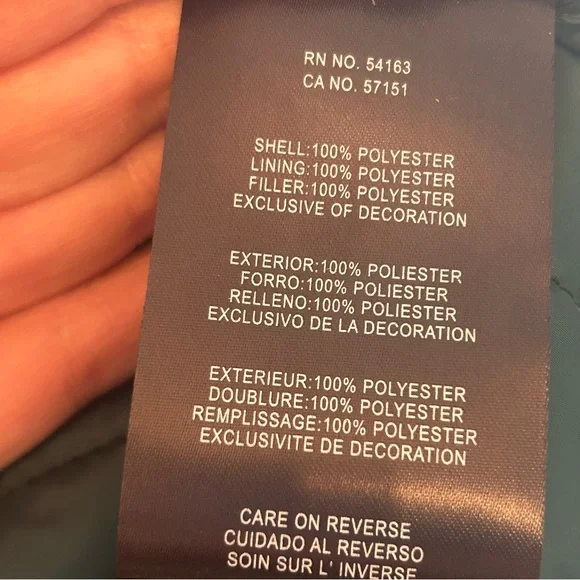 RN NO. 54163
CA NO. 57151
SHELL:100% POLYESTER
LINING:100% POLYESTER
FILLER:100% POLYESTER
EXCLUSIVE OF DECORATION
EXTERIOR:100% POLIESTER
FORRO:100% POLIESTER
RELLENO:100% POLIESTER
EXCLUSIVO DE LA DECORATION
EXTERIEUR:100% POLYESTER
DOUBLURE:100% POLYESTER
REMPLISSAGE:100% POLYESTER
EXCLUSIVITE DE DECORATION
CARE ON REVERSE
CUIDADO AL REVERSO
SOIN SUR L' INVERSE